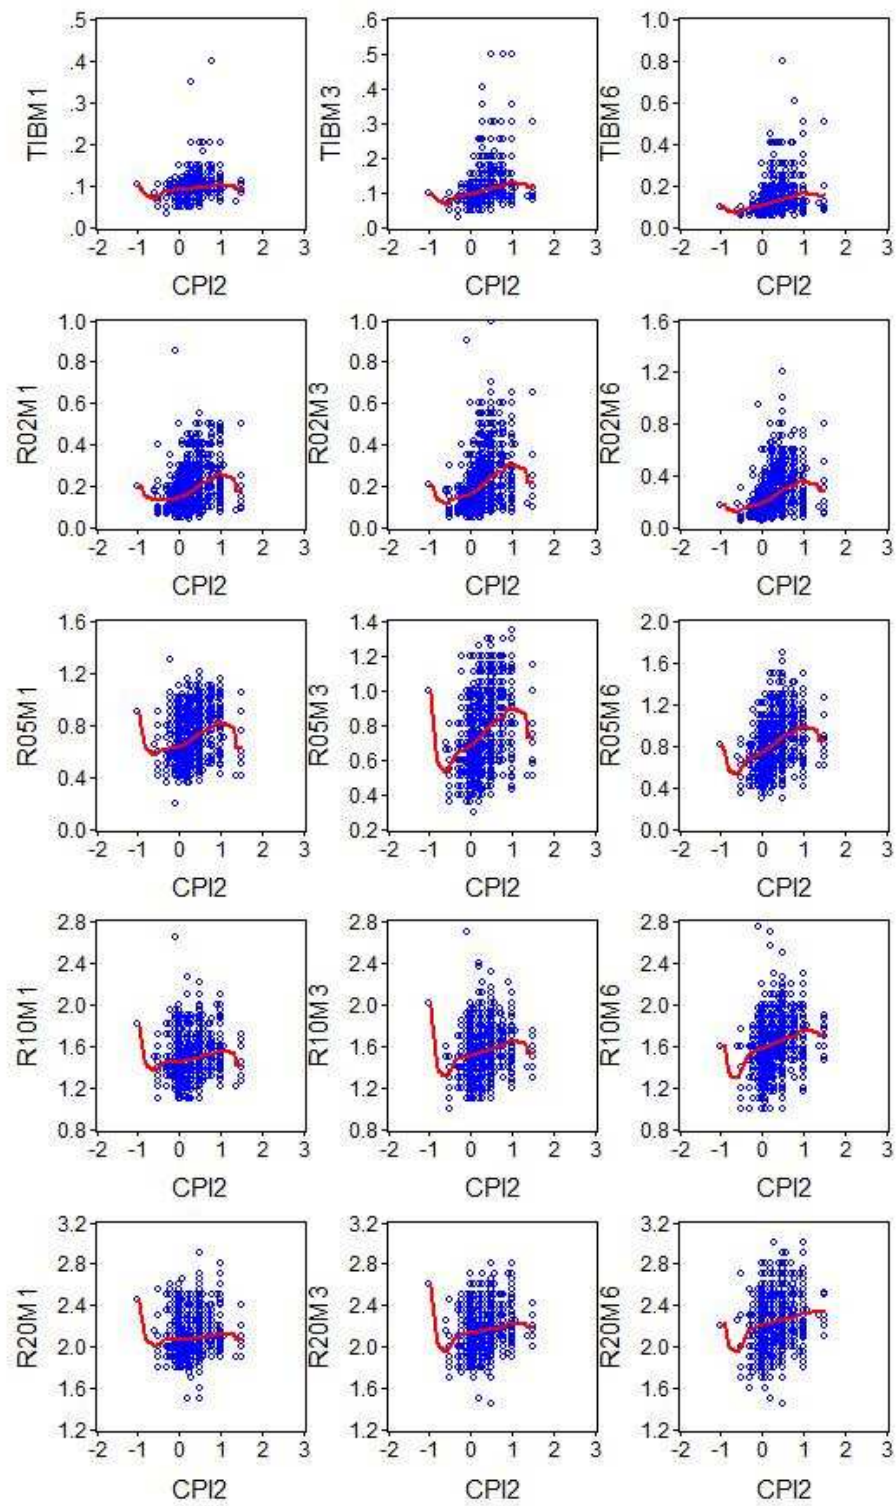 TIBM1
.5
.4
.3
.2
.1
.0
-2 -1 0 1 2 3
CPI2
TIBM3
.6
.5
.4
.3
.2
.1
.0
-2 -1 0 1 2 3
CPI2
TIBM6
1.0
0.8
0.6
0.4
0.2
0.0
-2 -1 0 1 2 3
CPI2
R02M1
1.0
0.8
0.6
0.4
0.2
0.0
-2 -1 0 1 2 3
CPI2
R02M3
1.0
0.8
0.6
0.4
0.2
0.0
-2 -1 0 1 2 3
CPI2
R02M6
1.6
1.2
0.8
0.4
0.0
-2 -1 0 1 2 3
CPI2
R05M1
1.6
1.2
0.8
0.4
0.0
-2 -1 0 1 2 3
CPI2
R05M3
1.4
1.2
1.0
0.8
0.6
0.4
0.2
-2 -1 0 1 2 3
CPI2
R05M6
2.0
1.6
1.2
0.8
0.4
0.0
-2 -1 0 1 2 3
CPI2
R10M1
2.8
2.4
2.0
1.6
1.2
0.8
-2 -1 0 1 2 3
CPI2
R10M3
2.8
2.4
2.0
1.6
1.2
0.8
-2 -1 0 1 2 3
CPI2
R10M6
2.8
2.4
2.0
1.6
1.2
0.8
-2 -1 0 1 2 3
CPI2
R20M1
3.2
2.8
2.4
2.0
1.6
1.2
-2 -1 0 1 2 3
CPI2
R20M3
3.2
2.8
2.4
2.0
1.6
1.2
-2 -1 0 1 2 3
CPI2
R20M6
3.2
2.8
2.4
2.0
1.6
1.2
-2 -1 0 1 2 3
CPI2